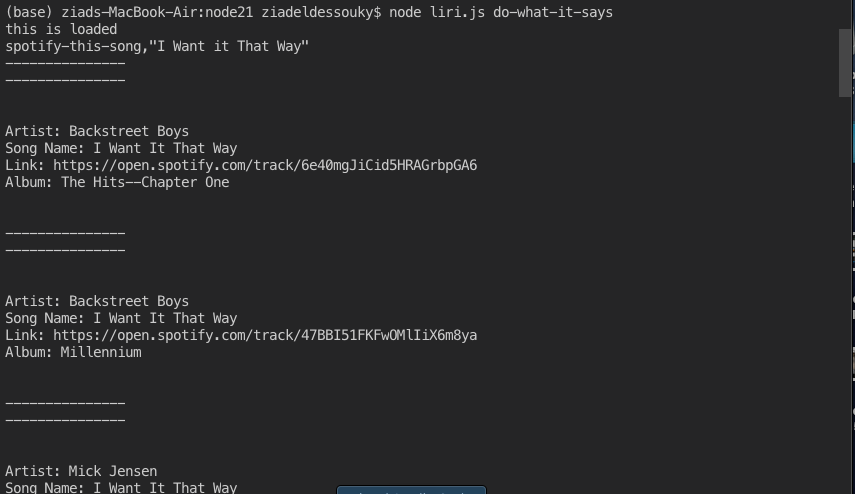 (base) ziads-MacBook-Air:node21 ziadeldessouky$ node liri.js do-what-it-says
this is loaded
spotify-this-song,"I Want it That Way"
---------------
---------------
Artist: Backstreet Boys
Song Name: I Want It That Way
Link: https://open.spotify.com/track/6e40mgJiCid5HRAGrbpGA6
Album: The Hits--Chapter One
---------------
---------------
Artist: Backstreet Boys
Song Name: I Want It That Way
Link: https://open.spotify.com/track/47BBI51FKFwOMlIiX6m8ya
Album: Millennium
---------------
---------------
Artist: Mick Jensen
Song Name: I Want It That Way